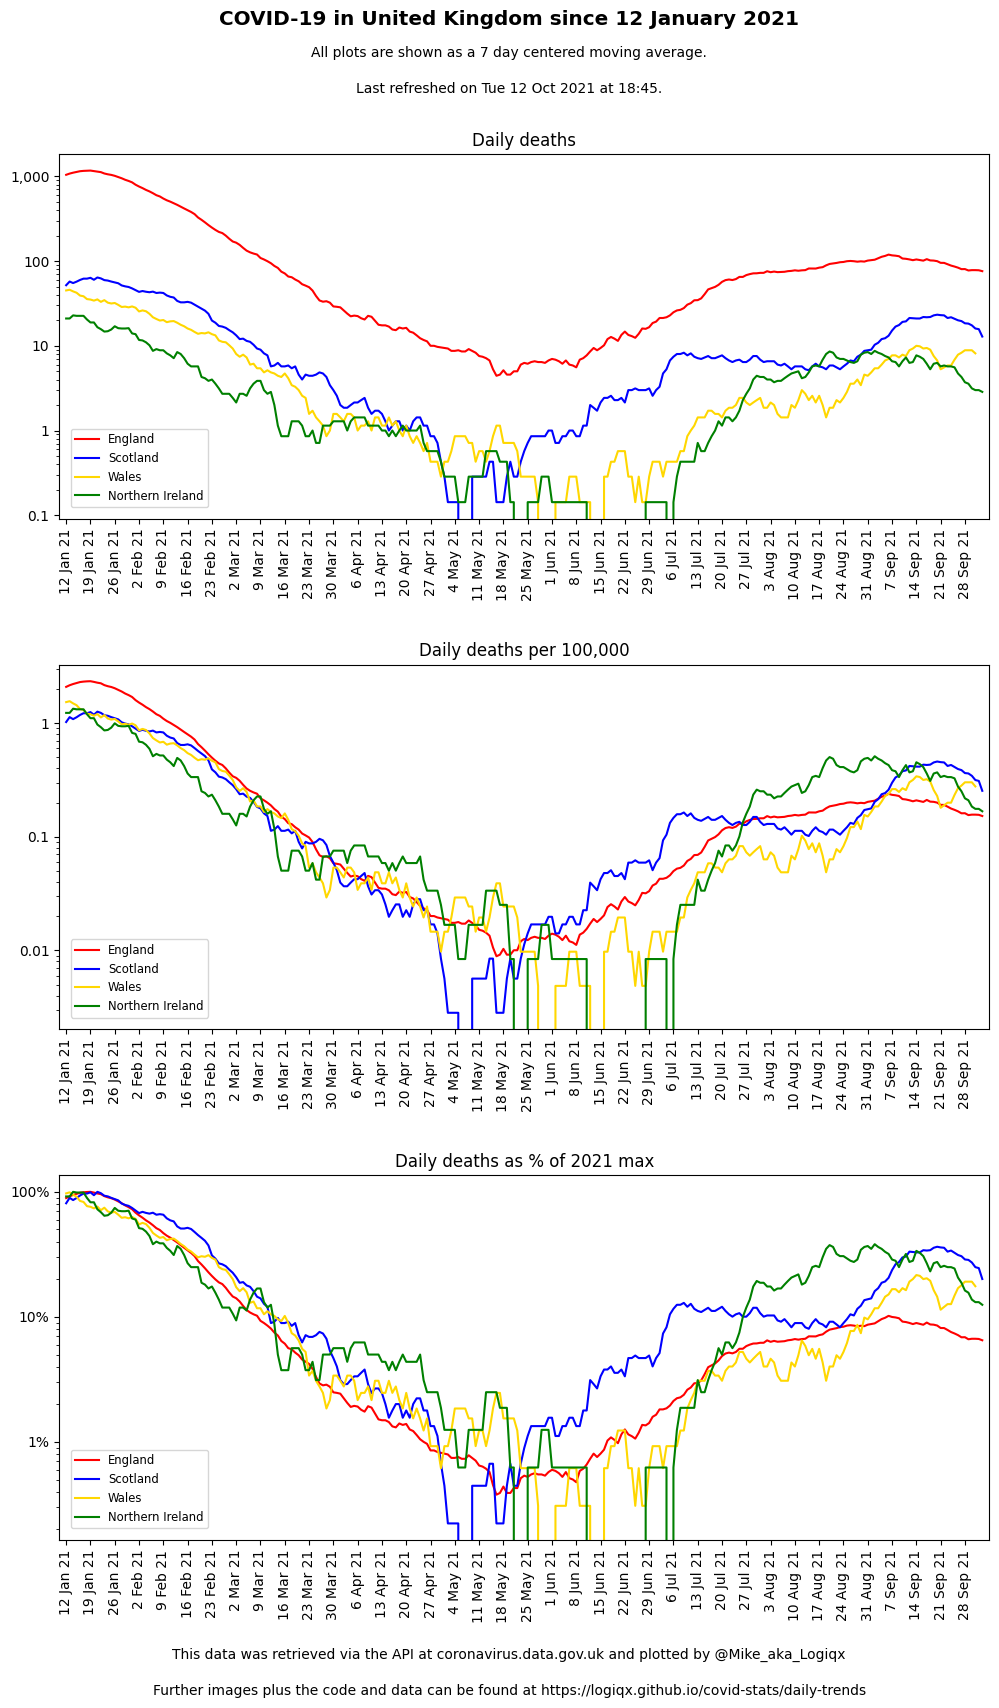 COVID-19 in United Kingdom since 12 January 2021
All plots are shown as a 7 day centered moving average.
Last refreshed on Tue 12 Oct 2021 at 18:45.
Daily deaths
1,000
100
10
1
0.1
England
Scotland
Wales
Northern Ireland
12 Jan 21
19 Jan 21
26 Jan 21
2 Feb 21
9 Feb 21
16 Feb 21
23 Feb 21
2 Mar 21
9 Mar 21
16 Mar 21
23 Mar 21
30 Mar 21
6 Apr 21
13 Apr 21
20 Apr 21
27 Apr 21
4 May 21
11 May 21
18 May 21
25 May 21
1 Jun 21
8 Jun 21
15 Jun 21
22 Jun 21
29 Jun 21
6 Jul 21
13 Jul 21
20 Jul 21
27 Jul 21
3 Aug 21
10 Aug 21
17 Aug 21
24 Aug 21
31 Aug 21
7 Sep 21
14 Sep 21
21 Sep 21
28 Sep 21
Daily deaths per 100,000
1
0.1
0.01
England
Scotland
Wales
Northern Ireland
12 Jan 21
19 Jan 21
26 Jan 21
2 Feb 21
9 Feb 21
16 Feb 21
23 Feb 21
2 Mar 21
9 Mar 21
16 Mar 21
23 Mar 21
30 Mar 21
6 Apr 21
13 Apr 21
20 Apr 21
27 Apr 21
4 May 21
11 May 21
18 May 21
25 May 21
1 Jun 21
8 Jun 21
15 Jun 21
22 Jun 21
29 Jun 21
6 Jul 21
13 Jul 21
20 Jul 21
27 Jul 21
3 Aug 21
10 Aug 21
17 Aug 21
24 Aug 21
31 Aug 21
7 Sep 21
14 Sep 21
21 Sep 21
28 Sep 21
Daily deaths as % of 2021 max
100%
10%
1%
England
Scotland
Wales
Northern Ireland
12 Jan 21
19 Jan 21
26 Jan 21
2 Feb 21
9 Feb 21
16 Feb 21
23 Feb 21
2 Mar 21
9 Mar 21
16 Mar 21
23 Mar 21
30 Mar 21
6 Apr 21
13 Apr 21
20 Apr 21
27 Apr 21
4 May 21
11 May 21
18 May 21
25 May 21
1 Jun 21
8 Jun 21
15 Jun 21
22 Jun 21
29 Jun 21
6 Jul 21
13 Jul 21
20 Jul 21
27 Jul 21
3 Aug 21
10 Aug 21
17 Aug 21
24 Aug 21
31 Aug 21
7 Sep 21
14 Sep 21
21 Sep 21
28 Sep 21
This data was retrieved via the API at coronavirus.data.gov.uk and plotted by @Mike_aka_Logiqx
Further images plus the code and data can be found at https://logiqx.github.io/covid-stats/daily-trends